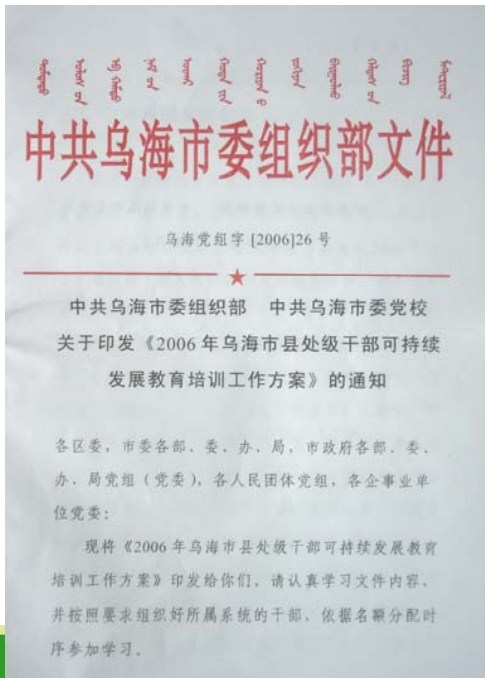 中共乌海市委组织部文件
乌海党组字[2006]26号
中共乌海市委组织部 中共乌海市委党校
关于印发《2006年乌海市县处级干部可持续
发展教育培训工作方案》的通知
各区委，市委各部、委、办、局，市政府各部、委、
办、局党组（党委），各人民团体党组，各企事业单
位党委：
现将《2006年乌海市县处级干部可持续发展教育
培训工作方案》印发给你们，请认真学习文件内容，
并按照要求组织好所属系统的干部，依据名额分配时
序参加学习。